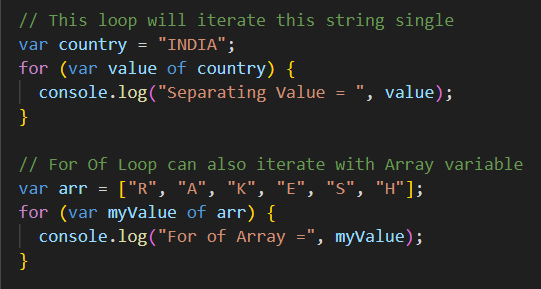 // This loop will iterate this string single
var country = "INDIA";
for (var value of country) {
  console.log("Separating Value = ", value);
}

// For Of Loop can also iterate with Array variable
var arr = ["R", "A", "K", "E", "S", "H"];
for (var myValue of arr) {
  console.log("For of Array =", myValue);
}